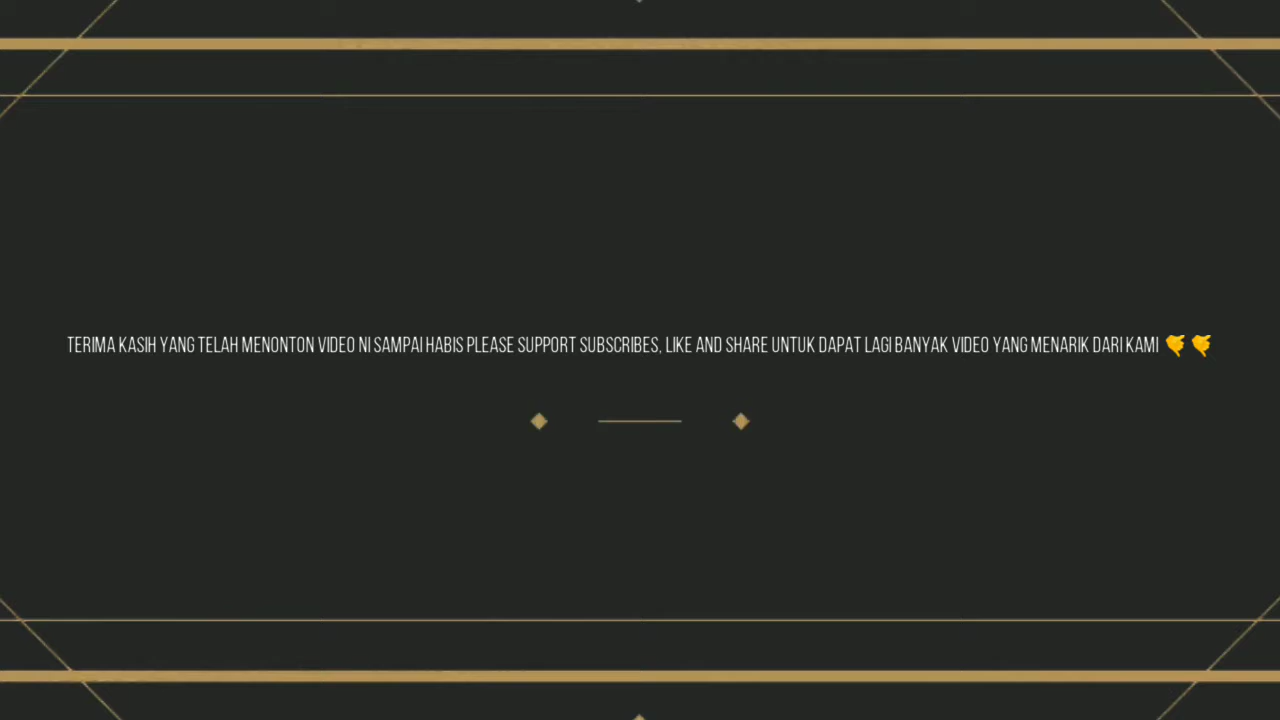 TERIMA KASIH YANG TELAH MENONTON VIDEO NI SAMPAI HABIS PLEASE SUPPORT SUBSCRIBES, LIKE AND SHARE UNTUK DAPAT LAGI BANYAK VIDEO YANG MENARIK DARI KAMI 🤙🤙